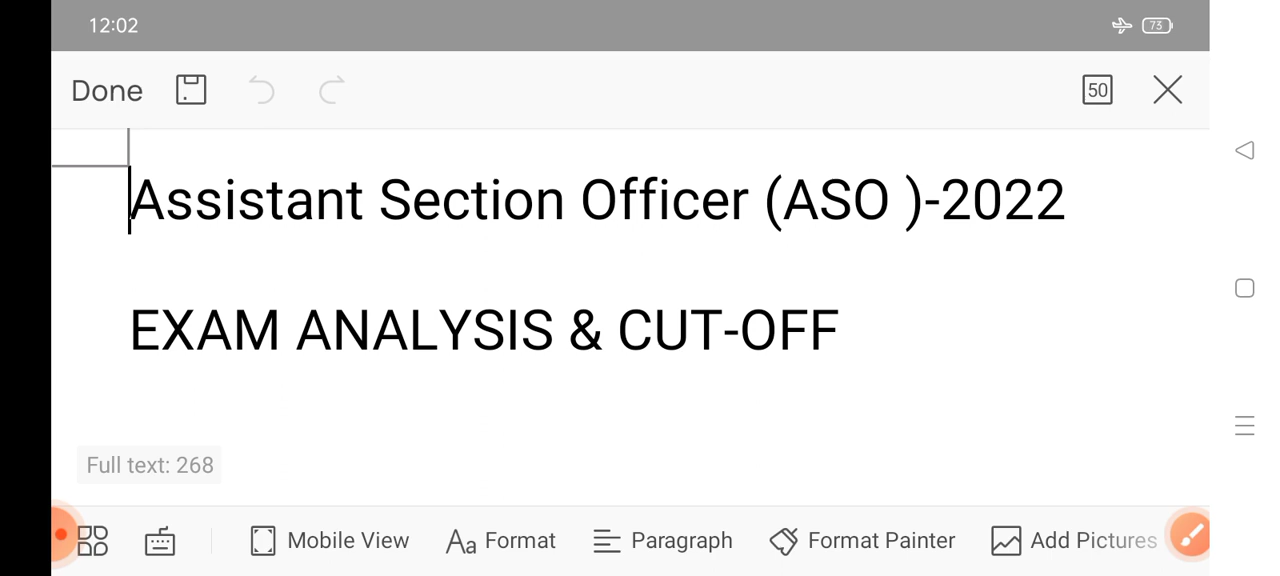 12:02
73
Done
50
Assistant Section Officer (ASO )-2022
EXAM ANALYSIS & CUT-OFF
Full text: 268
Mobile View
Aa Format
Paragraph
Format Painter
Add Pictures